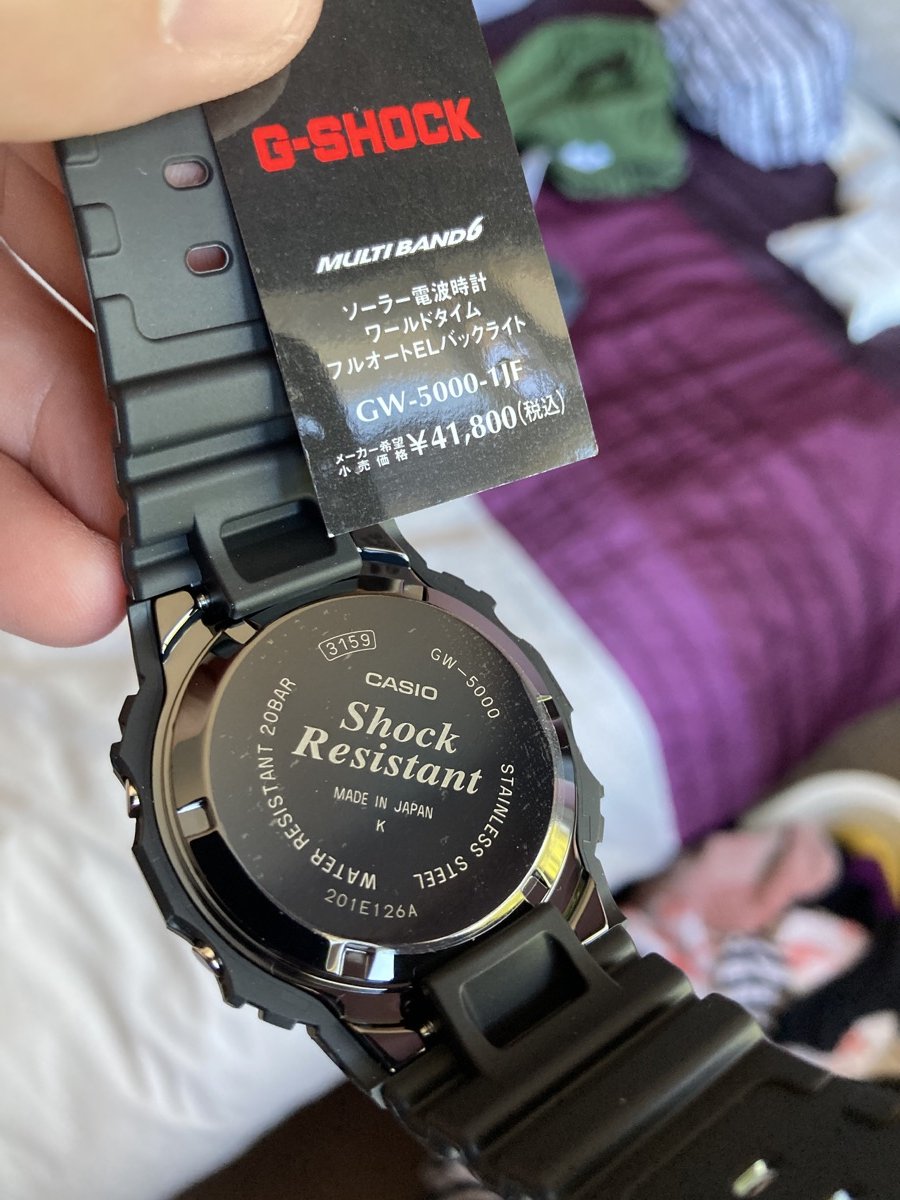 G-SHOCK
MULTI BAND 6
ソーラー電波時計
ワールドタイム
フルオートELバックライト
GW-5000-1JF
メーカー希望
小売価格 ¥41,800(税込)
3159
GW-5000
CASIO
Shock
Resistant
MADE IN JAPAN
K
WATER RESISTANT 20BAR
STAINLESS STEEL
201E126A